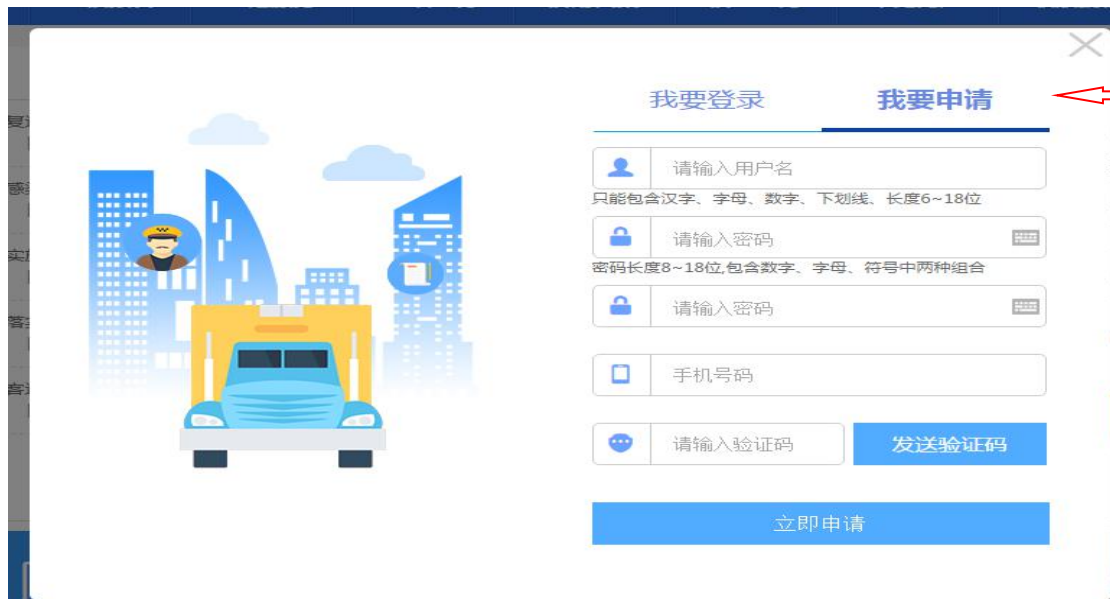 我要登录 我要申请
请输入用户名
只能包含汉字、字母、数字、下划线、长度6~18位
请输入密码
密码长度8~18位,包含数字、字母、符号中两种组合
请输入密码
手机号码
请输入验证码 发送验证码
立即申请